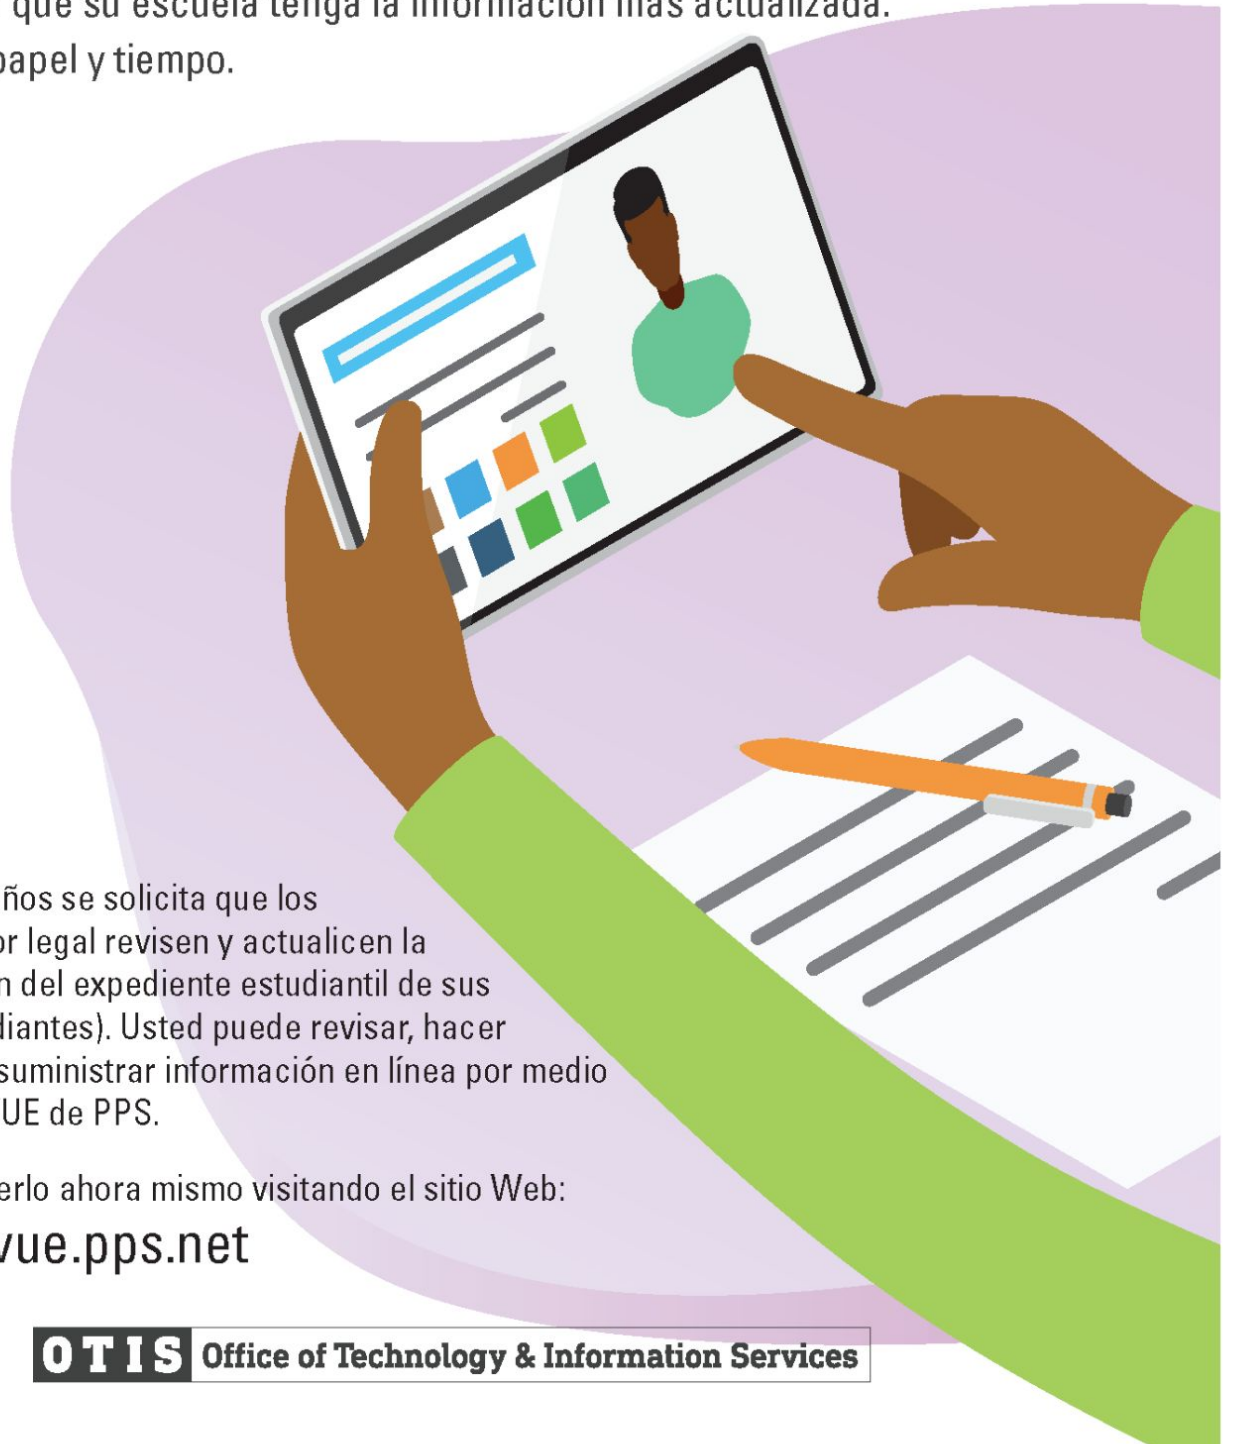 que su escuela tenga la información más actualizada.
papel y tiempo.
ños se solicita que los
or legal revisen y actualicen la
n del expediente estudiantil de sus
diantes). Usted puede revisar, hacer
suministrar información en línea por medio
UE de PPS.
erlo ahora mismo visitando el sitio Web:
vue.pps.net
OTIS Office of Technology & Information Services